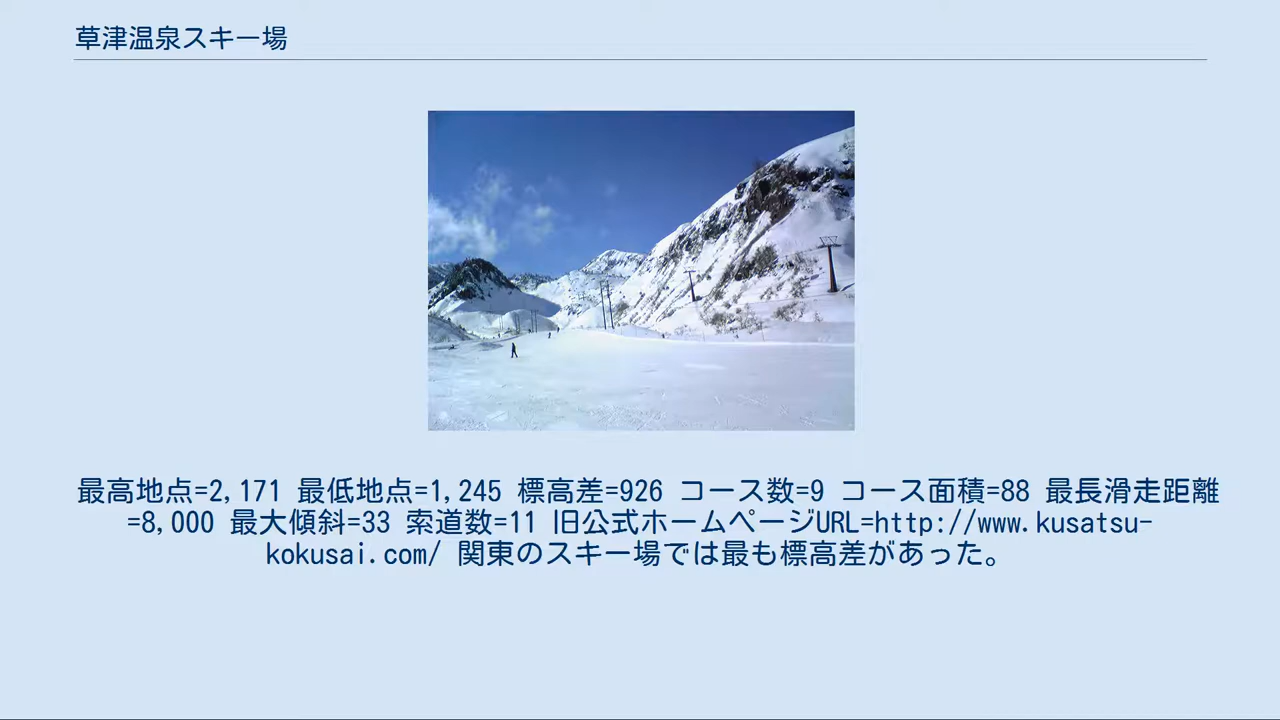 草津温泉スキー場
最高地点=2,171 最低地点=1,245 標高差=926 コース数=9 コース面積=88 最長滑走距離
=8,000 最大傾斜=33 索道数=11 旧公式ホームページURL=http://www.kusatsu-
kokusai.com/ 関東のスキー場では最も標高差があった。